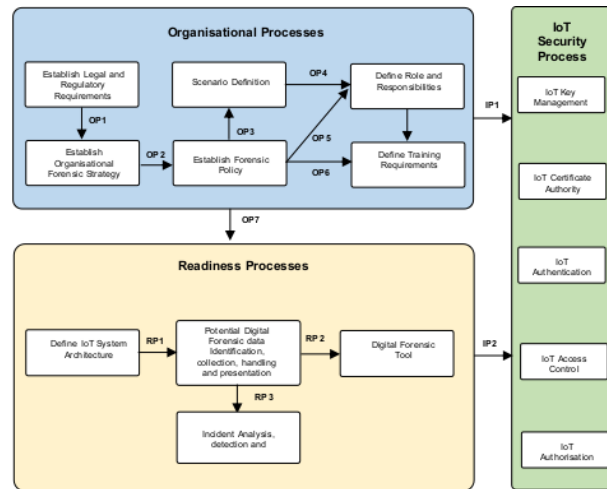 Organisational Processes
Establish Legal and
Regulatory Requirements
Scenario Definition
OP4
Define Role and
Responsibilities
OP1
OP3
OP 5
Establish
Organisational
Forensic Strategy
OP 2
Establish Forensic
Policy
OP6
Define Training
Requirements
OP7
IP1
Readiness Processes
Define IoT System
Architecture
RP1
Potential Digital
Forensic data
Identification,
collection, handling
and presentation
RP 2
Digital Forensic
Tool
RP 3
Incident Analysis,
detection and
IP2
IoT
Security
Process
IoT Key
Management
IoT Certificate
Authority
IoT
Authentication
IoT Access
Control
IoT
Authorisation